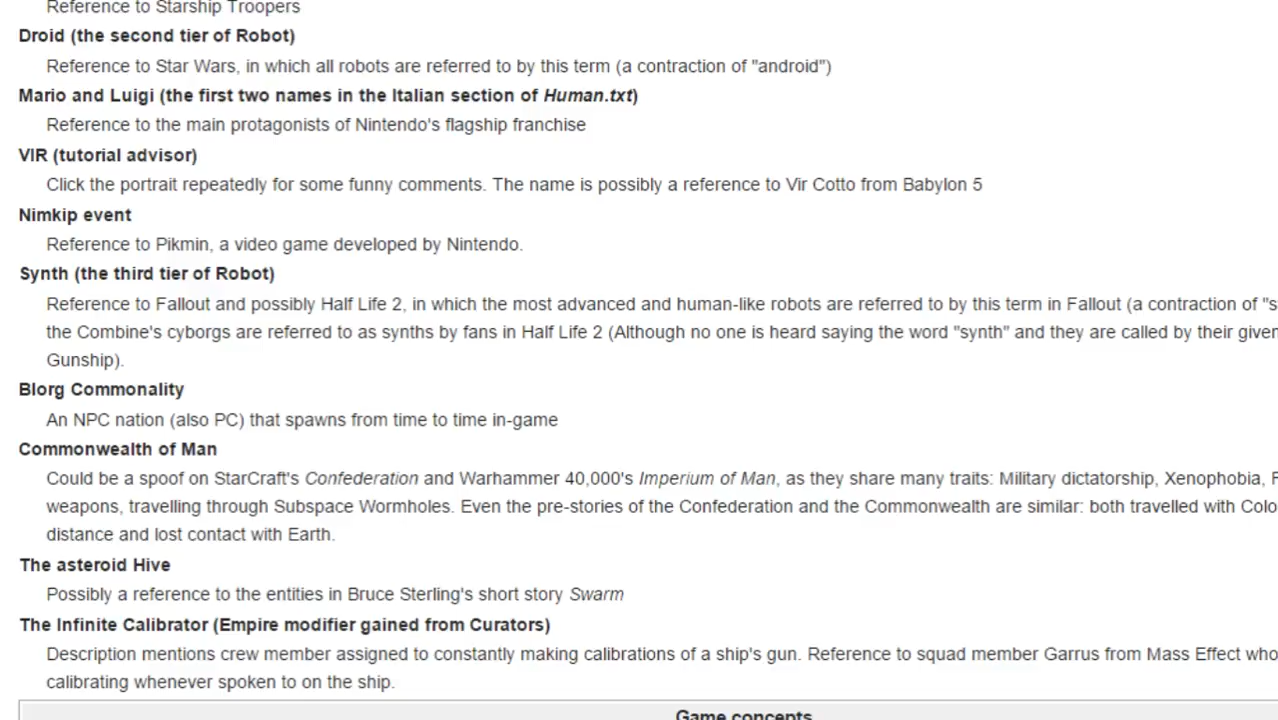 Reference to Starship Troopers
Droid (the second tier of Robot)
Reference to Star Wars, in which all robots are referred to by this term (a contraction of "android")
Mario and Luigi (the first two names in the Italian section of Human.txt)
Reference to the main protagonists of Nintendo's flagship franchise
VIR (tutorial advisor)
Click the portrait repeatedly for some funny comments. The name is possibly a reference to Vir Cotto from Babylon 5
Nimkip event
Reference to Pikmin, a video game developed by Nintendo.
Synth (the third tier of Robot)
Reference to Fallout and possibly Half Life 2, in which the most advanced and human-like robots are referred to by this term in Fallout (a contraction of "s
the Combine's cyborgs are referred to as synths by fans in Half Life 2 (Although no one is heard saying the word "synth" and they are called by their given
Gunship).
Blorg Commonality
An NPC nation (also PC) that spawns from time to time in-game
Commonwealth of Man
Could be a spoof on StarCraft's Confederation and Warhammer 40,000's Imperium of Man, as they share many traits: Military dictatorship, Xenophobia, F
weapons, travelling through Subspace Wormholes. Even the pre-stories of the Confederation and the Commonwealth are similar: both travelled with Colo
distance and lost contact with Earth.
The asteroid Hive
Possibly a reference to the entities in Bruce Sterling's short story Swarm
The Infinite Calibrator (Empire modifier gained from Curators)
Description mentions crew member assigned to constantly making calibrations of a ship's gun. Reference to squad member Garrus from Mass Effect who
calibrating whenever spoken to on the ship.
Game concepts